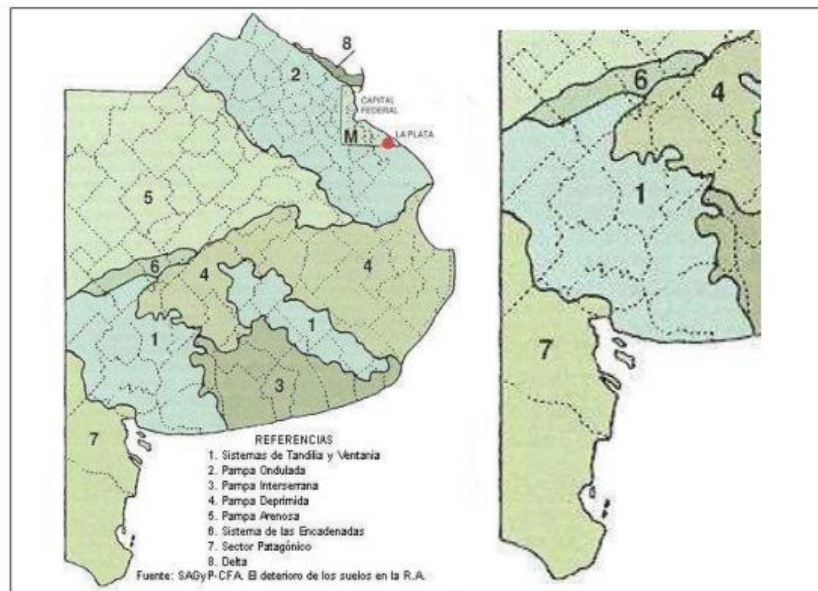 8
2
CAPITAL
FEDERAL
M
LA PLATA
5
6
4
4
1
1
3
7
REFERENCIAS
1. Sistemas de Tandilia y Ventania
2. Pampa Ondulada
3. Pampa Interserrana
4. Pampa Deprimida
5. Pampa Arenosa
6. Sistema de las Encadenadas
7. Sector Patagónico
8. Delta
Fuente: SAGyP-CFA. El deterioro de los suelos en la R.A.
6
4
1
7